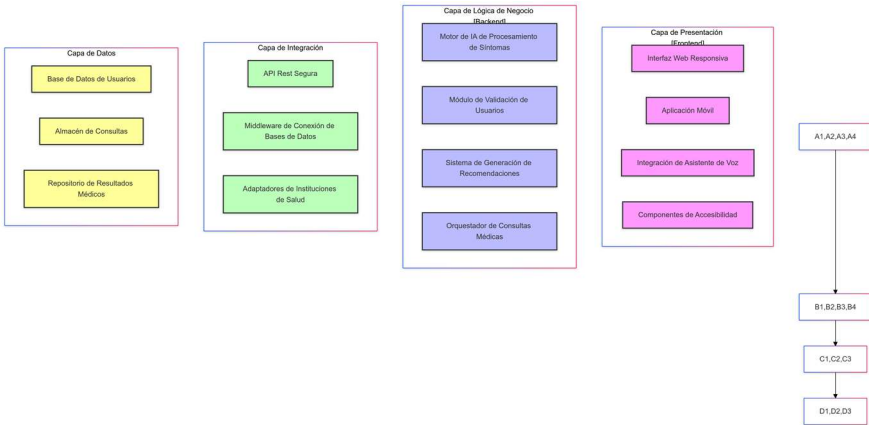 Capa de Datos
Base de Datos de Usuarios
Almacén de Consultas
Repositorio de Resultados
Médicos
Capa de Integración
API Rest Segura
Middleware de Conexión de
Bases de Datos
Adaptadores de Instituciones
de Salud
Capa de Lógica de Negocio
[Backend]
Motor de IA de Procesamiento
de Síntomas
Módulo de Validación de
Usuarios
Sistema de Generación de
Recomendaciones
Orquestador de Consultas
Médicas
Capa de Presentación
[Frontend]
Interfaz Web Responsiva
Aplicación Móvil
Integración de Asistente de Voz
Componentes de Accesibilidad
A1,A2,A3,A4
B1,B2,B3,B4
C1,C2,C3
D1,D2,D3